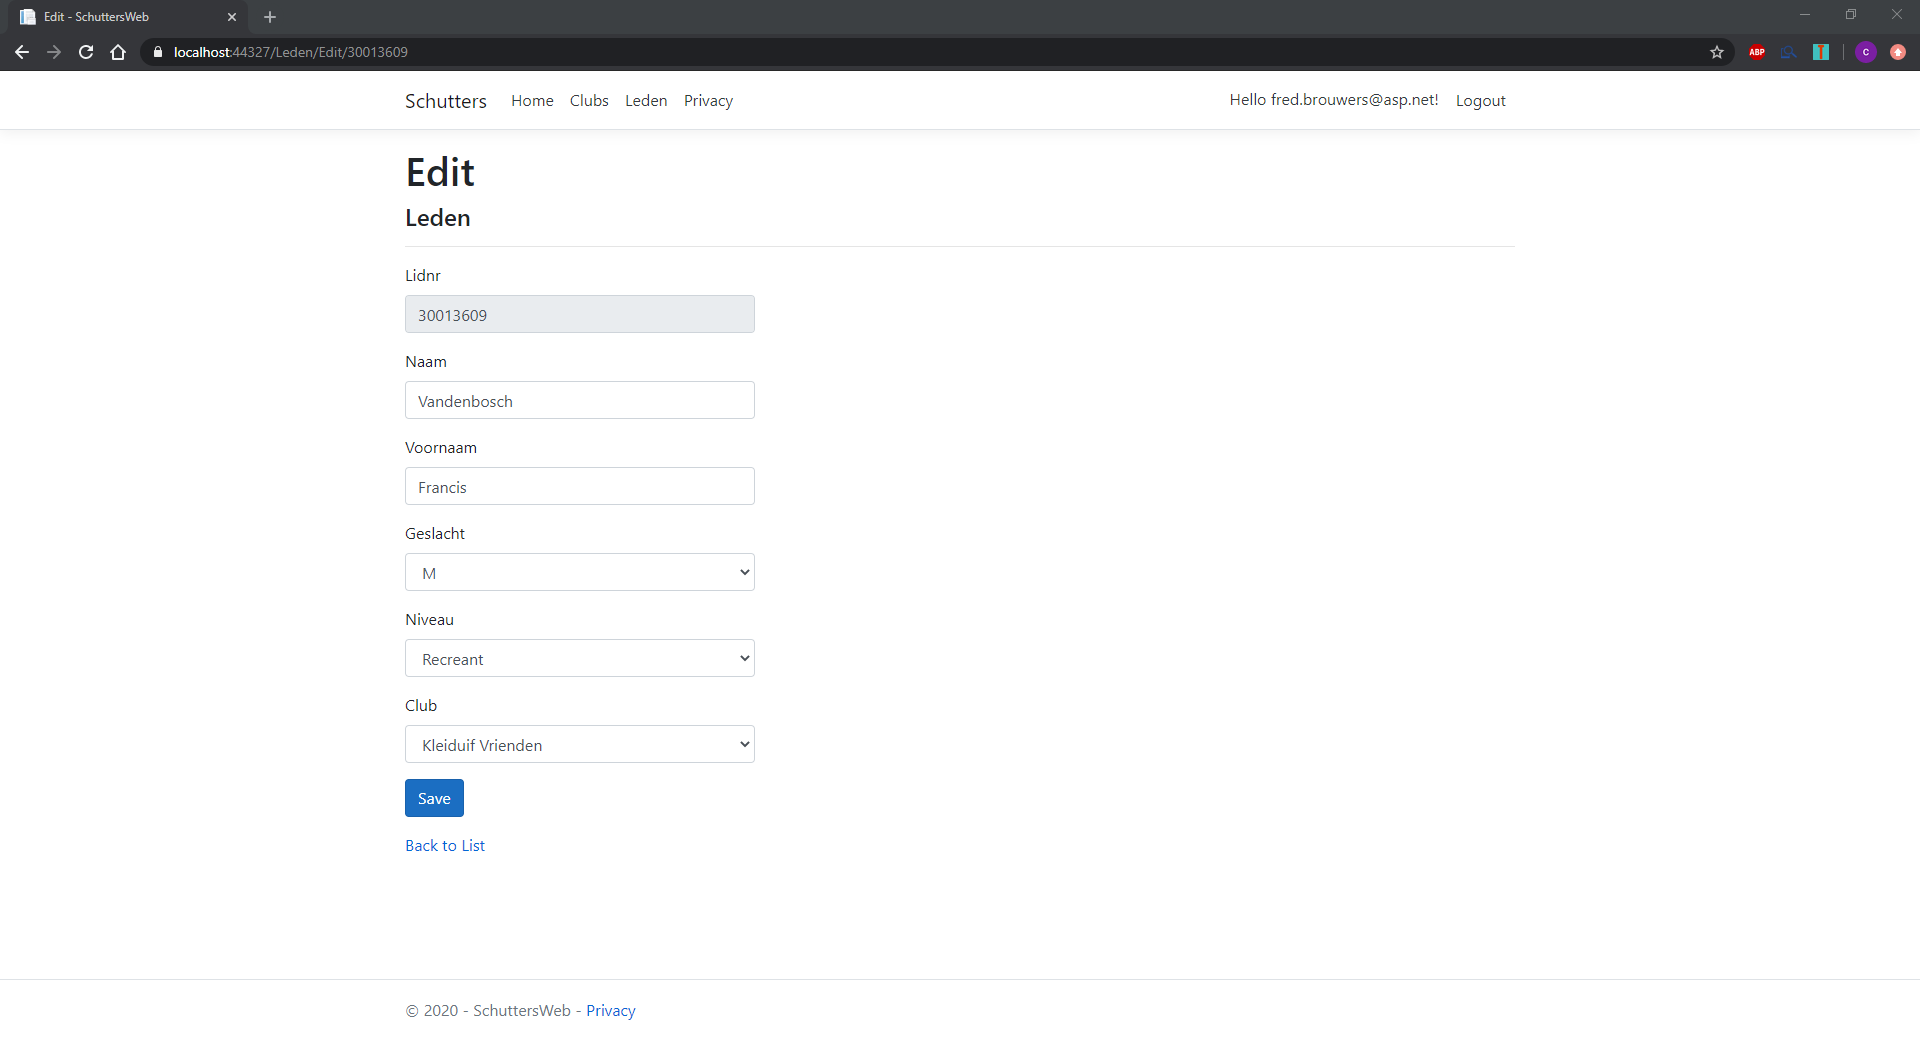 Edit - SchuttersWeb
localhost:44327/Leden/Edit/30013609
ABP
C
Schutters Home Clubs Leden Privacy Hello fred.brouwers@asp.net! Logout
Edit
Leden
Lidnr
30013609
Naam
Vandenbosch
Voornaam
Francis
Geslacht
M
Niveau
Recreant
Club
Kleiduif Vrienden
Save
Back to List
© 2020 - SchuttersWeb - Privacy